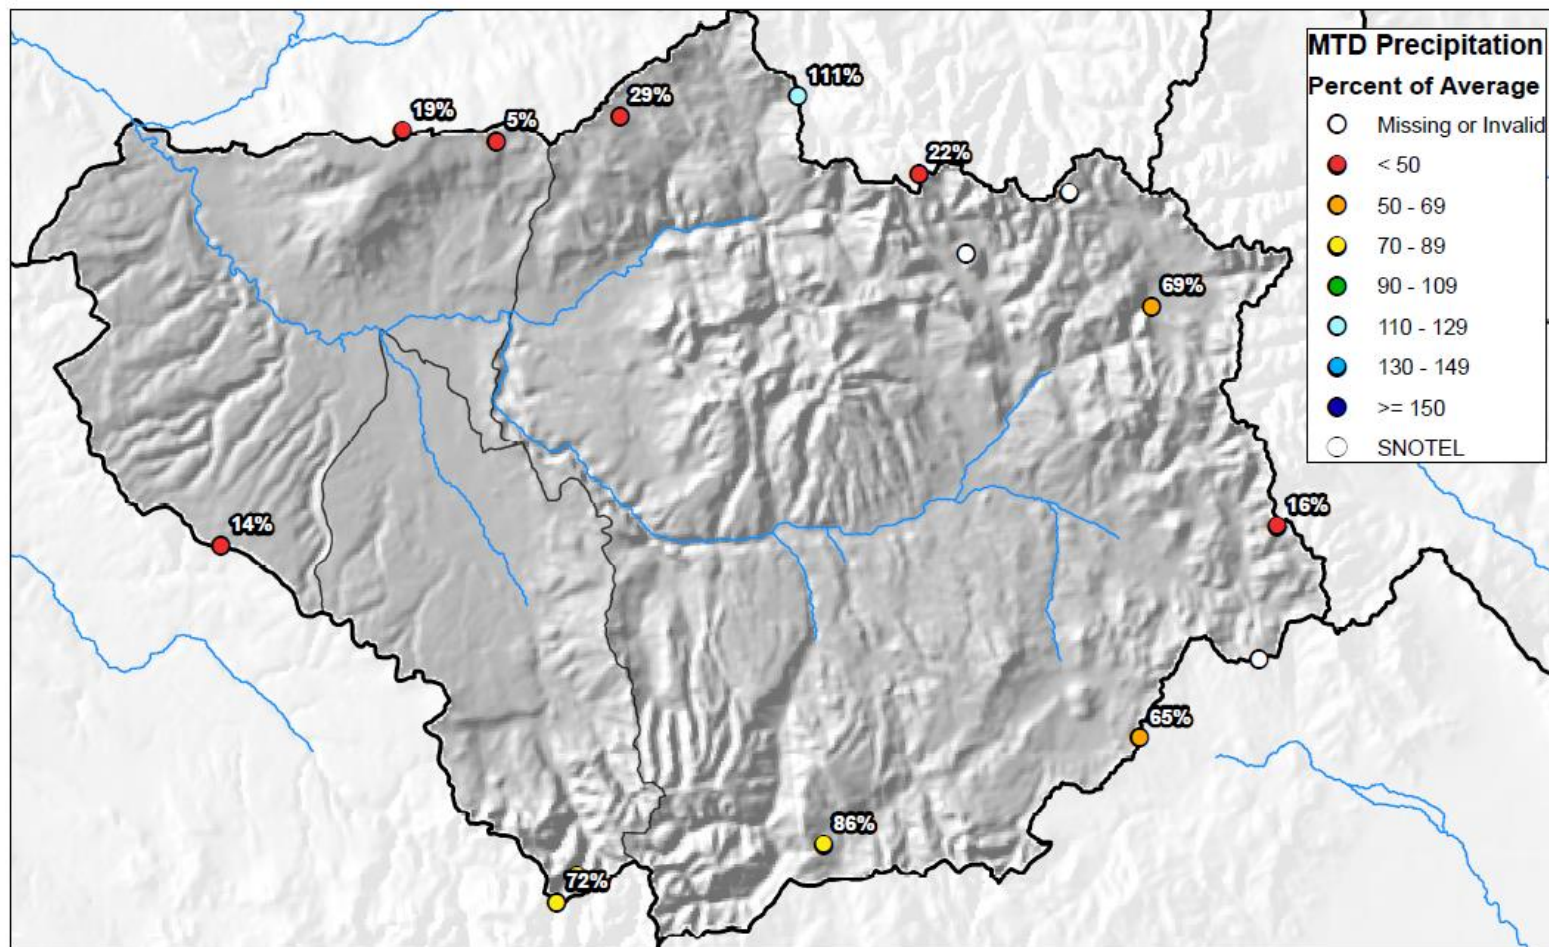 MTD Precipitation
Percent of Average
Missing or Invalid
< 50
50 - 69
70 - 89
90 - 109
110 - 129
130 - 149
>= 150
SNOTEL
111%
29%
19%
5%
22%
69%
16%
14%
65%
86%
72%